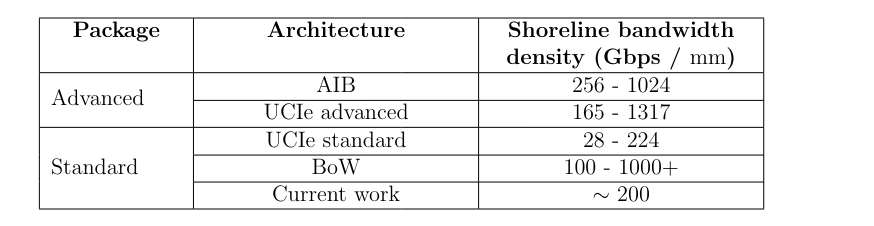 Package Architecture Shoreline bandwidth
density (Gbps / mm)
Advanced AIB 256 - 1024
UCIe advanced 165 - 1317
Standard UCIe standard 28 - 224
BoW 100 - 1000+
Current work ∼ 200